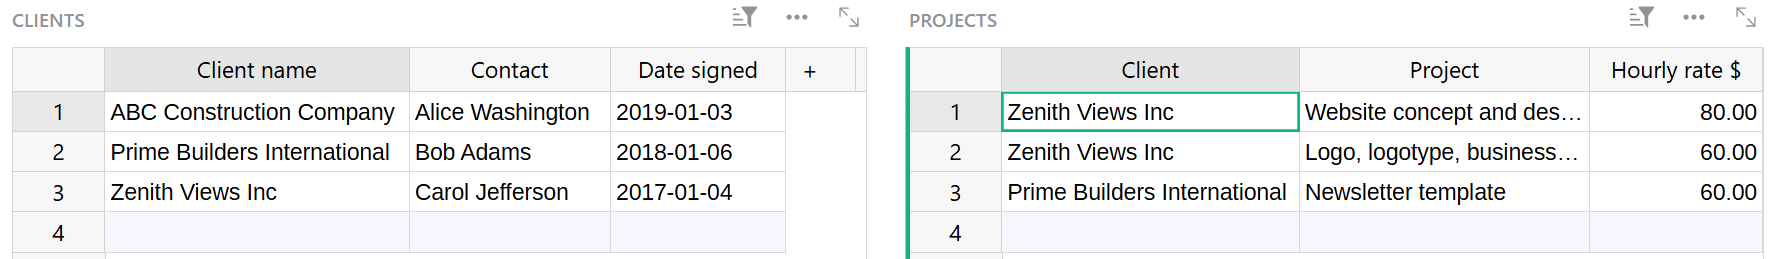 CLIENTS
Client name Contact Date signed +
1 ABC Construction Company Alice Washington 2019-01-03
2 Prime Builders International Bob Adams 2018-01-06
3 Zenith Views Inc Carol Jefferson 2017-01-04
4
PROJECTS
Client Project Hourly rate $
1 Zenith Views Inc Website concept and des… 80.00
2 Zenith Views Inc Logo, logotype, business… 60.00
3 Prime Builders International Newsletter template 60.00
4